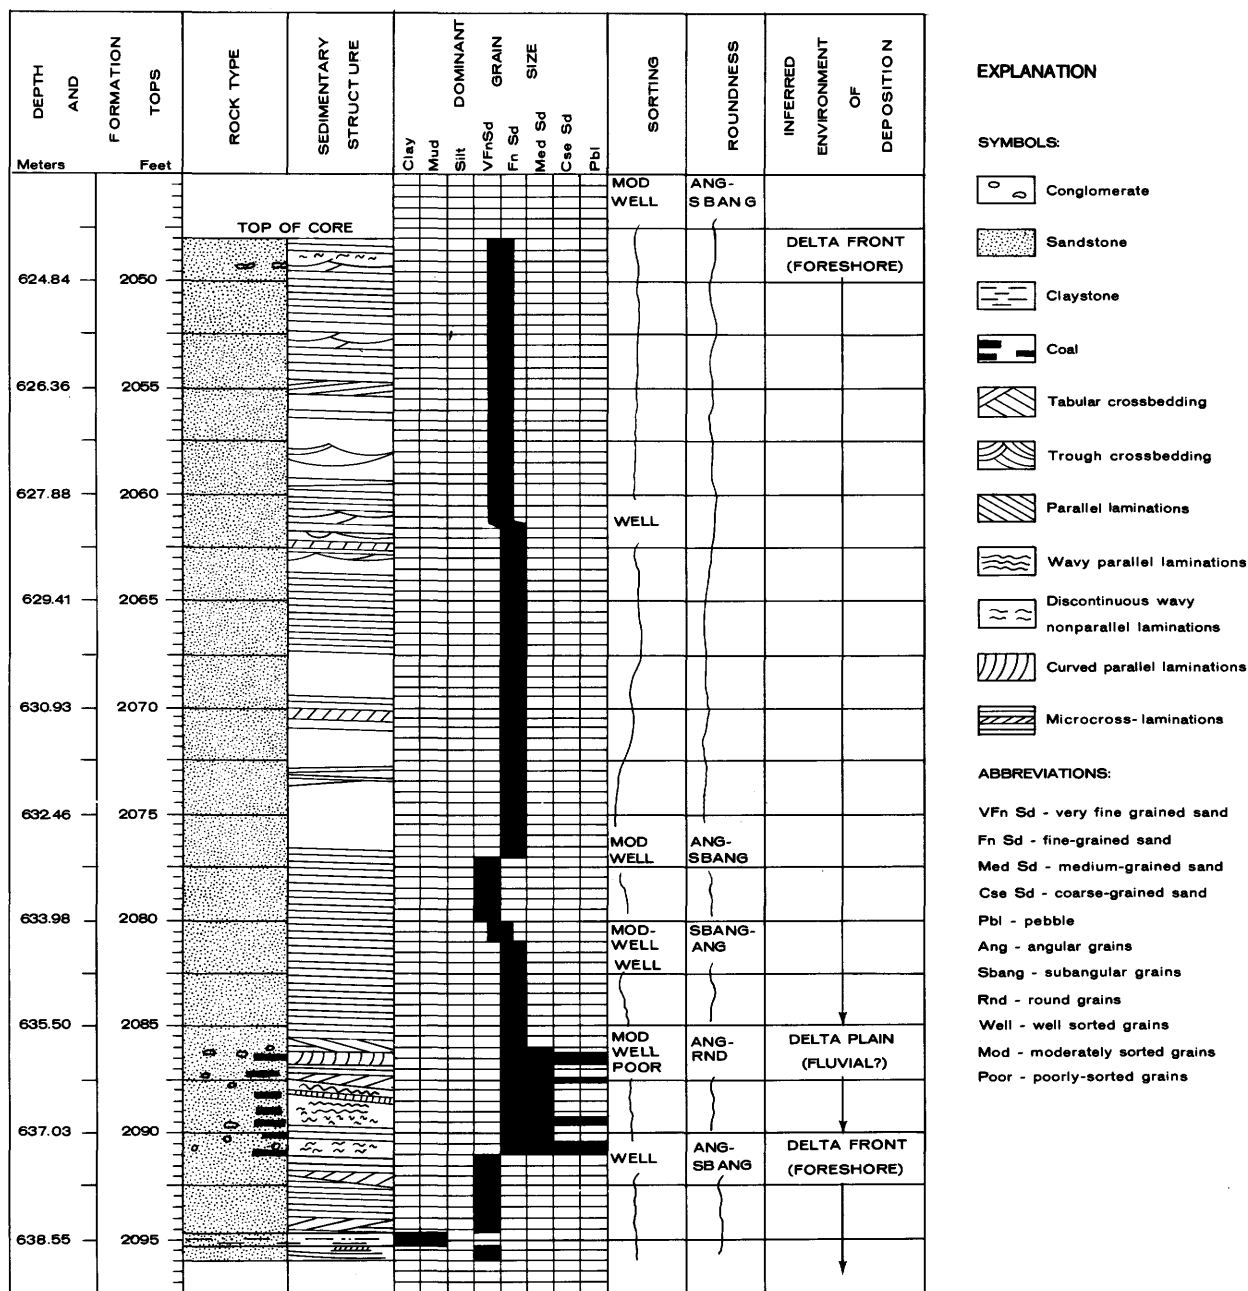 DEPTH
AND
FORMATION
TOPS
Meters
Feet
ROCK TYPE
SEDIMENTARY
STRUCTURE
DOMINANT
GRAIN
SIZE
Clay
Mud
Silt
VFnSd
Fn Sd
Med Sd
Cse Sd
Pbl
SORTING
ROUNDNESS
INFERRED
ENVIRONMENT
OF
DEPOSITION
MOD
WELL
ANG-
SBANG
TOP OF CORE
DELTA FRONT
(FORESHORE)
624.84
2050
626.36
2055
627.88
2060
WELL
629.41
2065
630.93
2070
632.46
2075
MOD
WELL
ANG-
SBANG
633.98
2080
MOD-
WELL
WELL
SBANG-
ANG
635.50
2085
MOD
WELL
POOR
ANG-
RND
DELTA PLAIN
(FLUVIAL?)
637.03
2090
WELL
ANG-
SBANG
DELTA FRONT
(FORESHORE)
638.55
2095
EXPLANATION
SYMBOLS:
Conglomerate
Sandstone
Claystone
Coal
Tabular crossbedding
Trough crossbedding
Parallel laminations
Wavy parallel laminations
Discontinuous wavy
nonparallel laminations
Curved parallel laminations
Microcross-laminations
ABBREVIATIONS:
VFn Sd - very fine grained sand
Fn Sd - fine-grained sand
Med Sd - medium-grained sand
Cse Sd - coarse-grained sand
Pbl - pebble
Ang - angular grains
Sbang - subangular grains
Rnd - round grains
Well - well sorted grains
Mod - moderately sorted grains
Poor - poorly-sorted grains